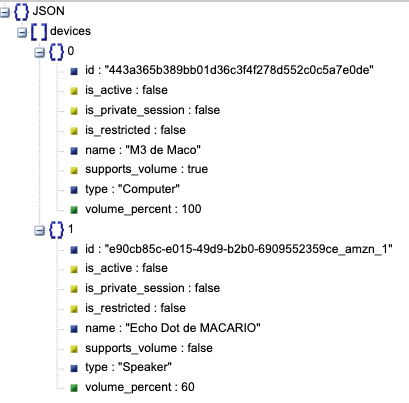 JSON
devices
0
id : "443a365b389bb01d36c3f4f278d552c0c5a7e0de"
is_active : false
is_private_session : false
is_restricted : false
name : "M3 de Maco"
supports_volume : true
type : "Computer"
volume_percent : 100
1
id : "e90cb85c-e015-49d9-b2b0-6909552359ce_amzn_1"
is_active : false
is_private_session : false
is_restricted : false
name : "Echo Dot de MACARIO"
supports_volume : false
type : "Speaker"
volume_percent : 60